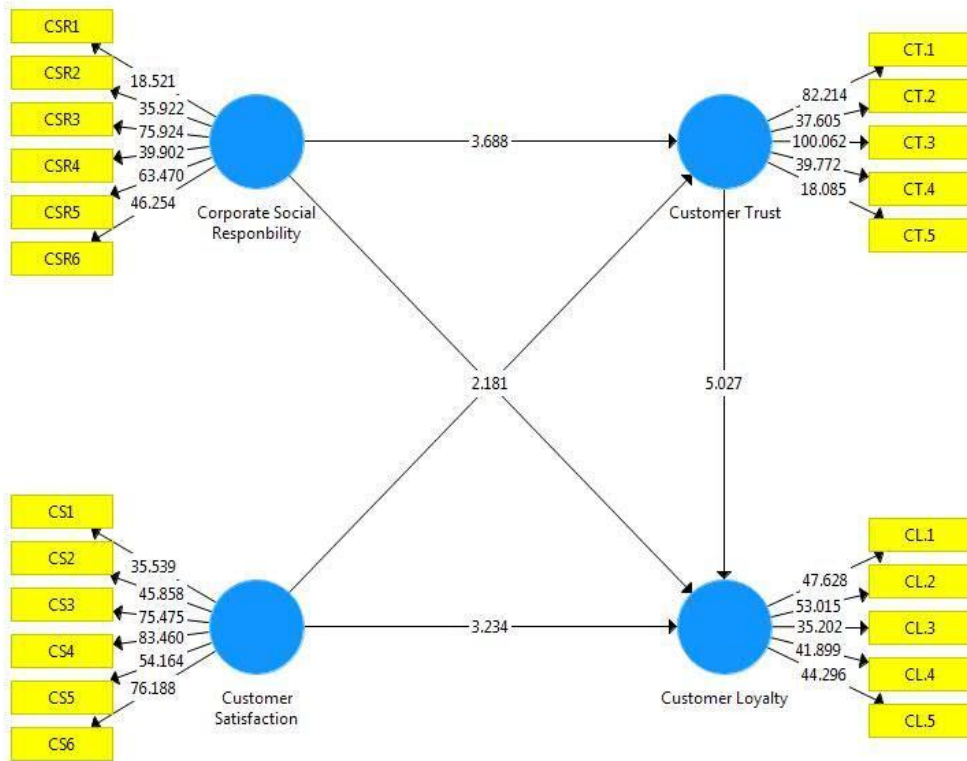 CSR1
CSR2
CSR3
CSR4
CSR5
CSR6
18.521
35.922
75.924
39.902
63.470
46.254
Corporate Social
Responbility
3.688
CT.1
CT.2
CT.3
CT.4
CT.5
82.214
37.605
100.062
39.772
18.085
Customer Trust
2.181
5.027
CS1
CS2
CS3
CS4
CS5
CS6
35.539
45.858
75.475
83.460
54.164
76.188
Customer
Satisfaction
3.234
CL.1
CL.2
CL.3
CL.4
CL.5
47.628
53.015
35.202
41.899
44.296
Customer Loyalty